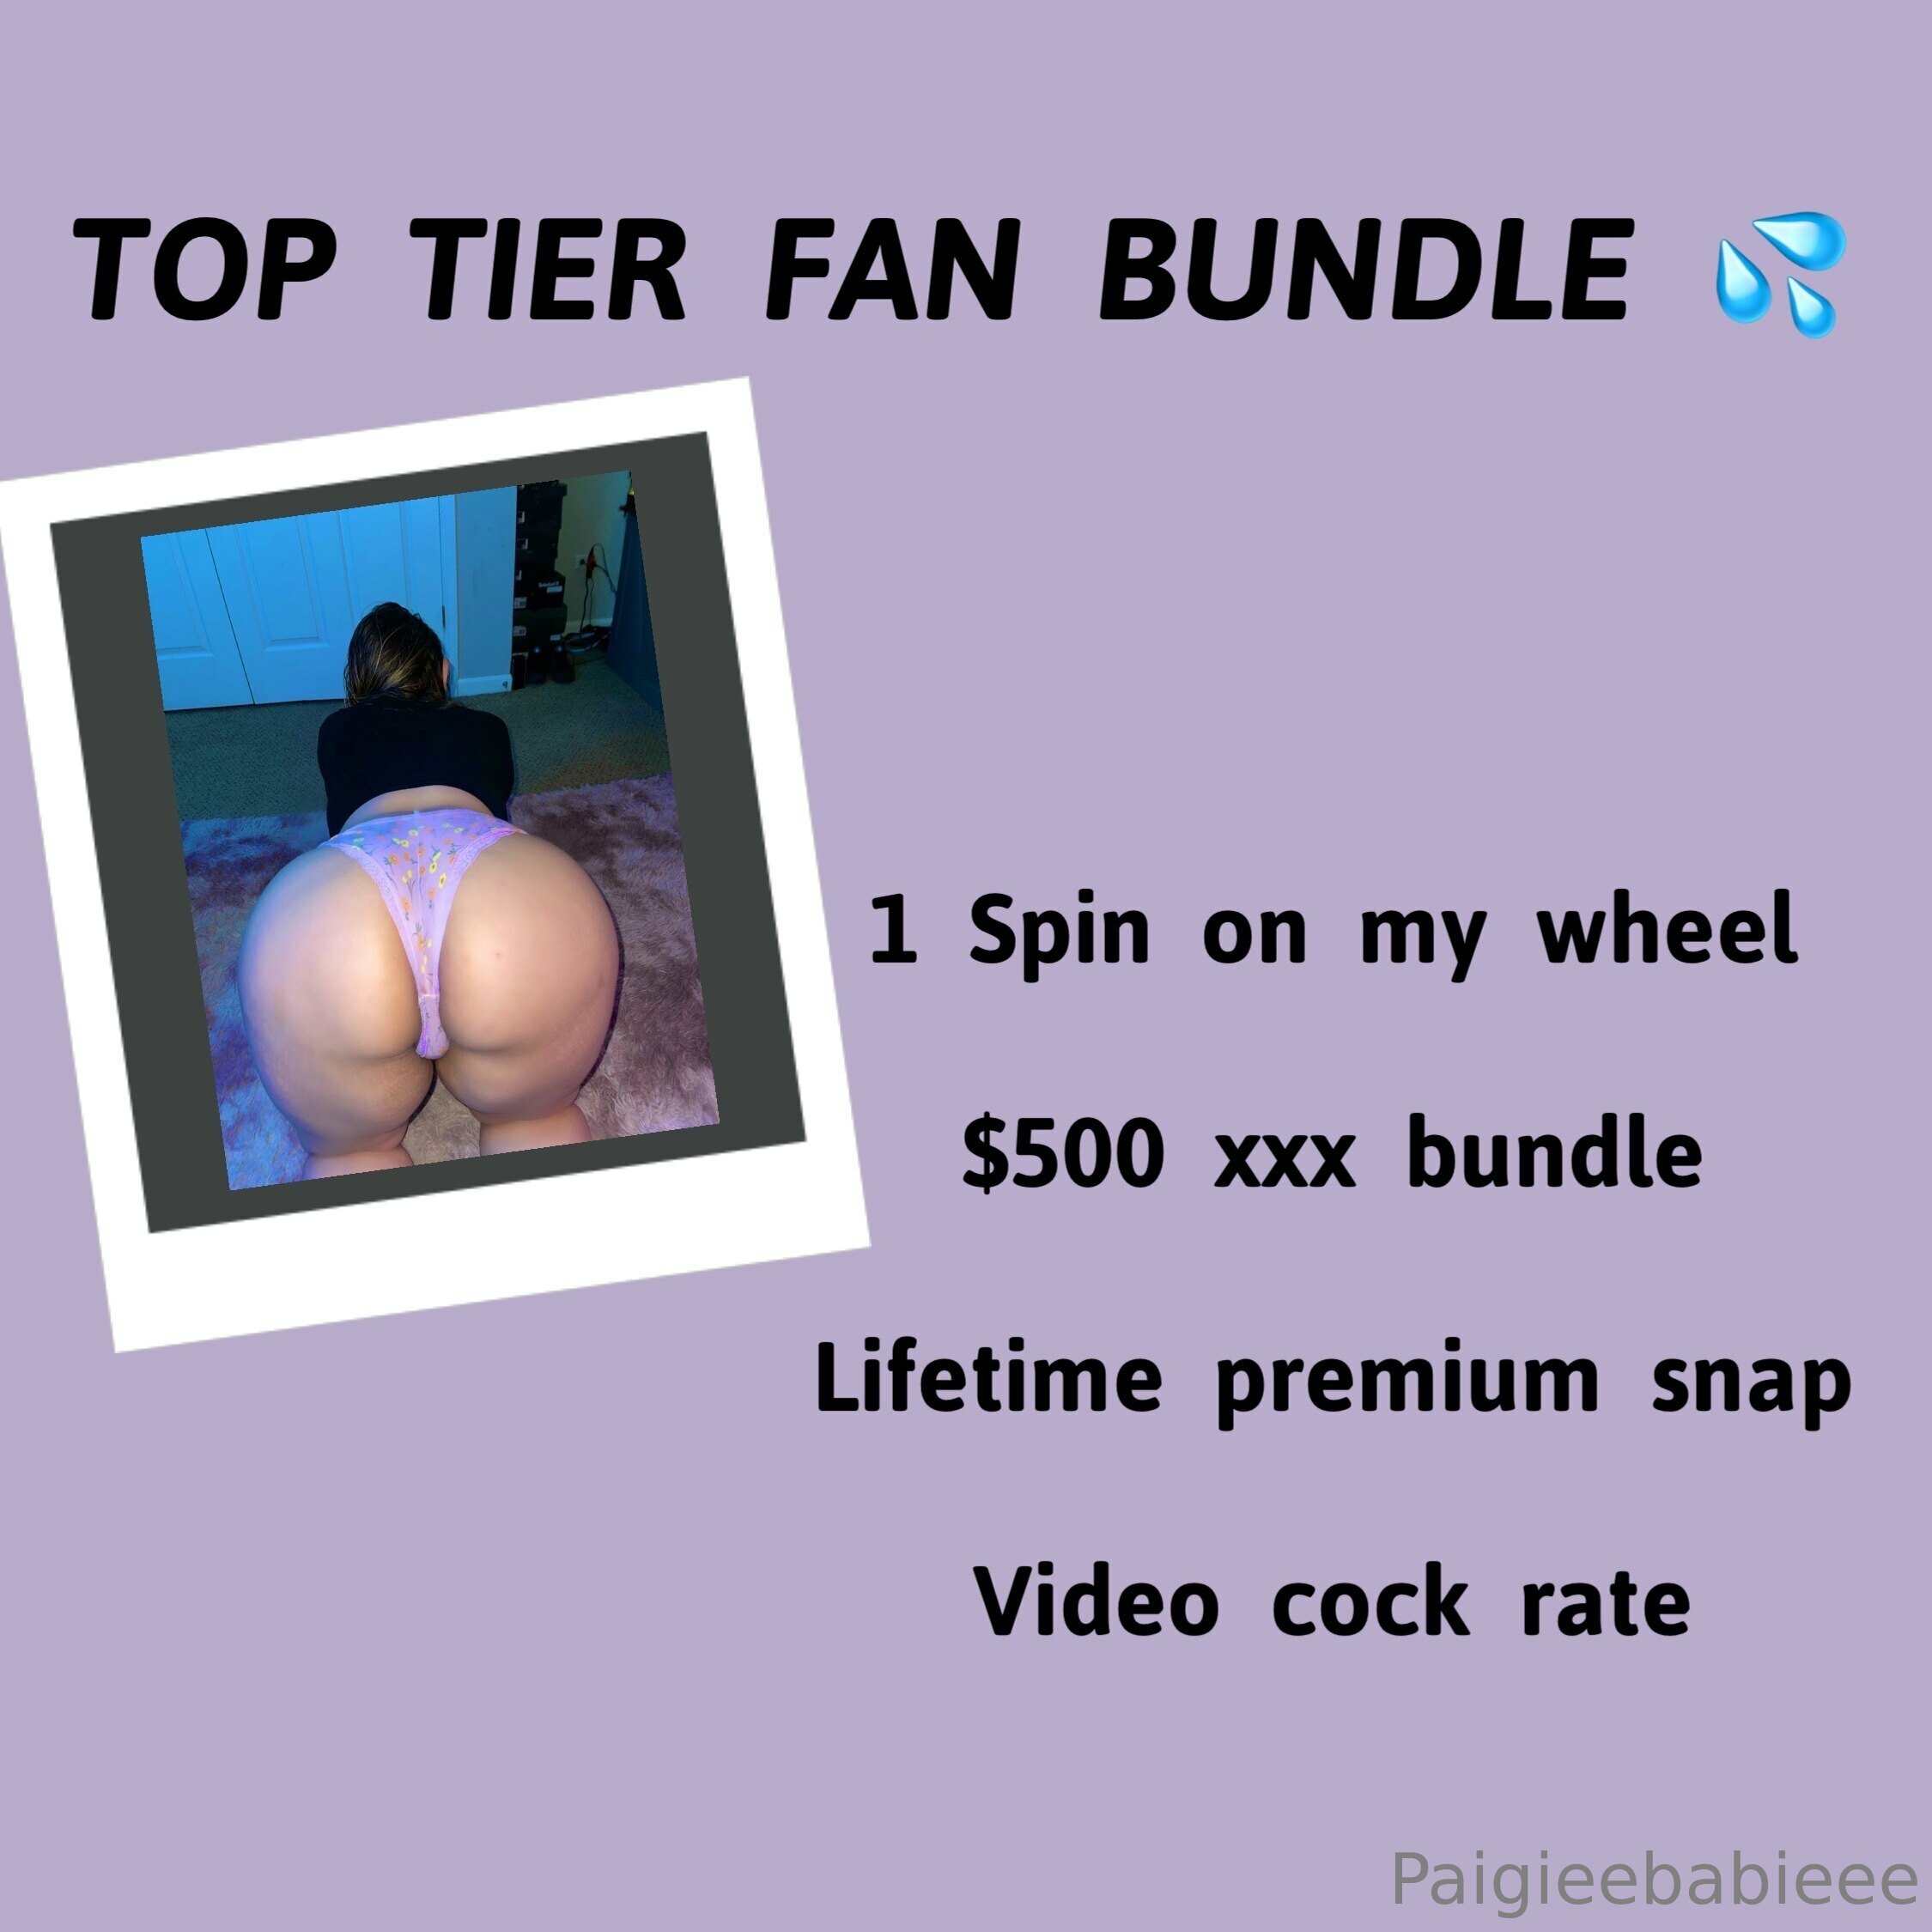 TOP TIER FAN BUNDLE 💦
1 Spin on my wheel
$500 xxx bundle
Lifetime premium snap
Video cock rate
Paigieebabieee